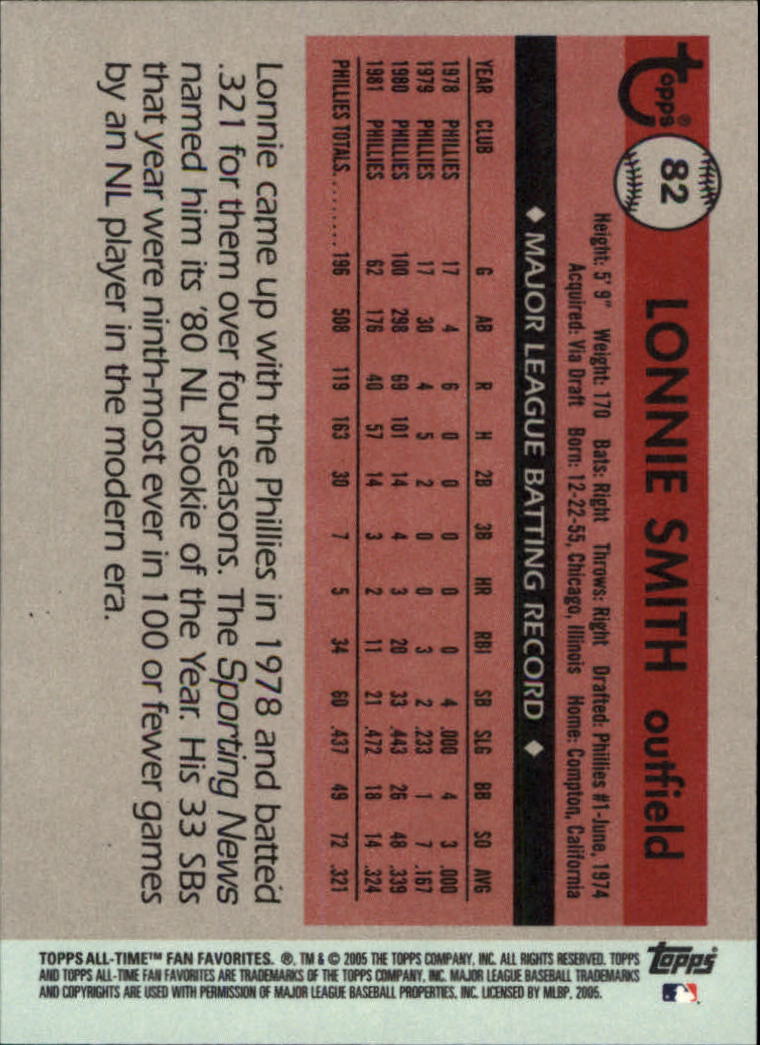 topps® 82 LONNIE SMITH outfield
Height: 5' 9" Weight: 170 Bats: Right Throws: Right Drafted: Phillies #1-June, 1974
Acquired: Via Draft Born: 12-22-55, Chicago, Illinois Home: Compton, California
◆ MAJOR LEAGUE BATTING RECORD ◆
YEAR CLUB G AB R H 2B 3B HR RBI SB SLG BB SO AVG
1978 PHILLIES 17 4 6 0 0 0 0 0 4 .000 4 3 .000
1979 PHILLIES 17 30 4 5 2 0 0 3 2 .233 1 7 .167
1980 PHILLIES 100 298 69 101 14 4 3 20 33 .443 26 48 .339
1981 PHILLIES 62 176 40 57 14 3 2 11 21 .472 18 14 .324
PHILLIES TOTALS........ 196 508 119 163 30 7 5 34 60 .437 49 72 .321
Lonnie came up with the Phillies in 1978 and batted
.321 for them over four seasons. The Sporting News
named him its '80 NL Rookie of the Year. His 33 SBs
that year were ninth-most ever in 100 or fewer games
by an NL player in the modern era.
TOPPS ALL-TIME™ FAN FAVORITES. ®, TM & © 2005 THE TOPPS COMPANY, INC. ALL RIGHTS RESERVED. TOPPS
AND TOPPS ALL-TIME FAN FAVORITES ARE TRADEMARKS OF THE TOPPS COMPANY, INC. MAJOR LEAGUE BASEBALL TRADEMARKS
AND COPYRIGHTS ARE USED WITH PERMISSION OF MAJOR LEAGUE BASEBALL PROPERTIES, INC. LICENSED BY MLBP, 2005.
topps®